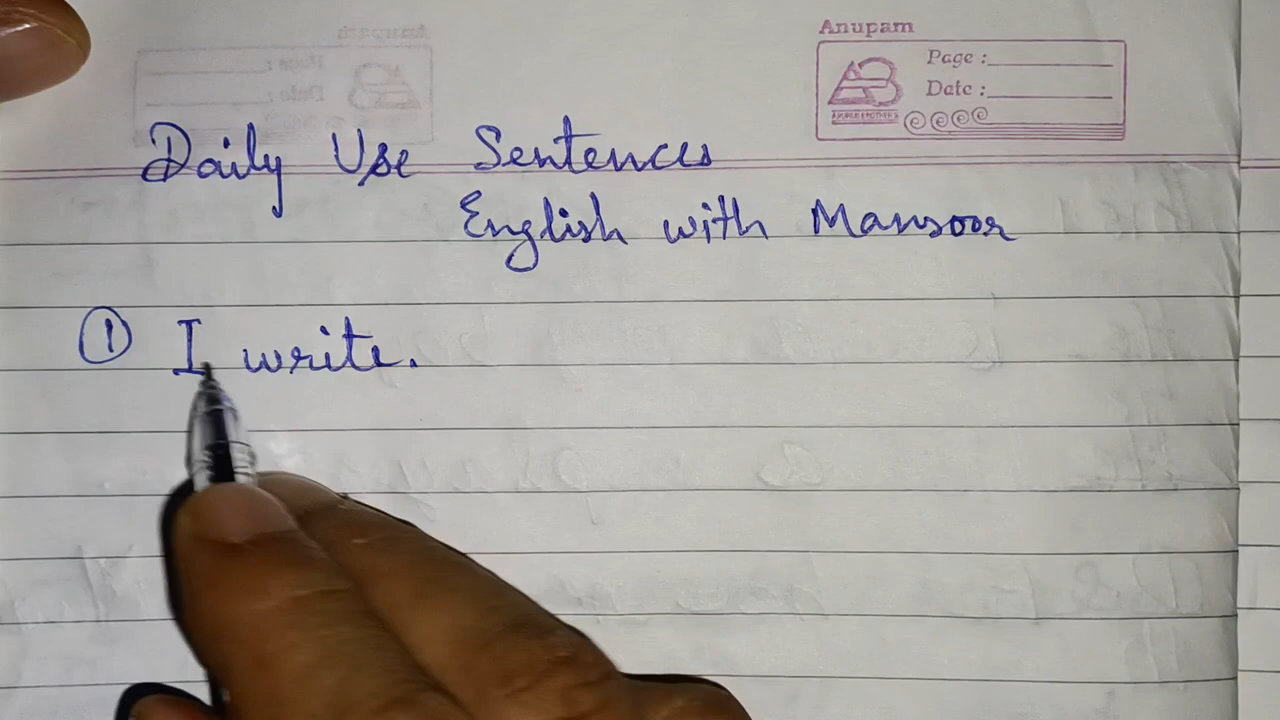 Anupam
Page :
Date :
Daily Use Sentences
English with Mansoor
① I write.